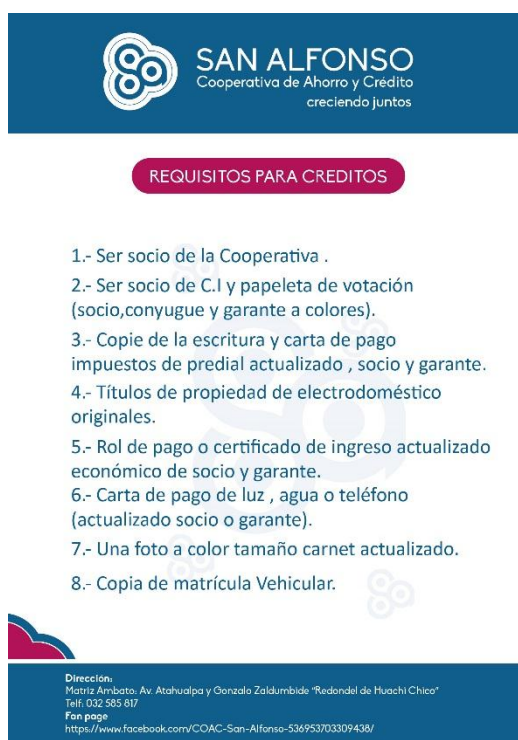 SAN ALFONSO
Cooperativa de Ahorro y Crédito
creciendo juntos
REQUISITOS PARA CREDITOS
1.- Ser socio de la Cooperativa .
2.- Ser socio de C.I y papeleta de votación
(socio,conyugue y garante a colores).
3.- Copie de la escritura y carta de pago
impuestos de predial actualizado , socio y garante.
4.- Títulos de propiedad de electrodoméstico
originales.
5.- Rol de pago o certificado de ingreso actualizado
económico de socio y garante.
6.- Carta de pago de luz , agua o teléfono
(actualizado socio o garante).
7.- Una foto a color tamaño carnet actualizado.
8.- Copia de matrícula Vehicular.
Dirección:
Matriz Ambato: Av. Atahualpa y Gonzalo Zaldumbide "Redondel de Huachi Chico"
Telf: 032 585 817
Fan page
https://www.facebook.com/COAC-San-Alfonso-536953703309438/